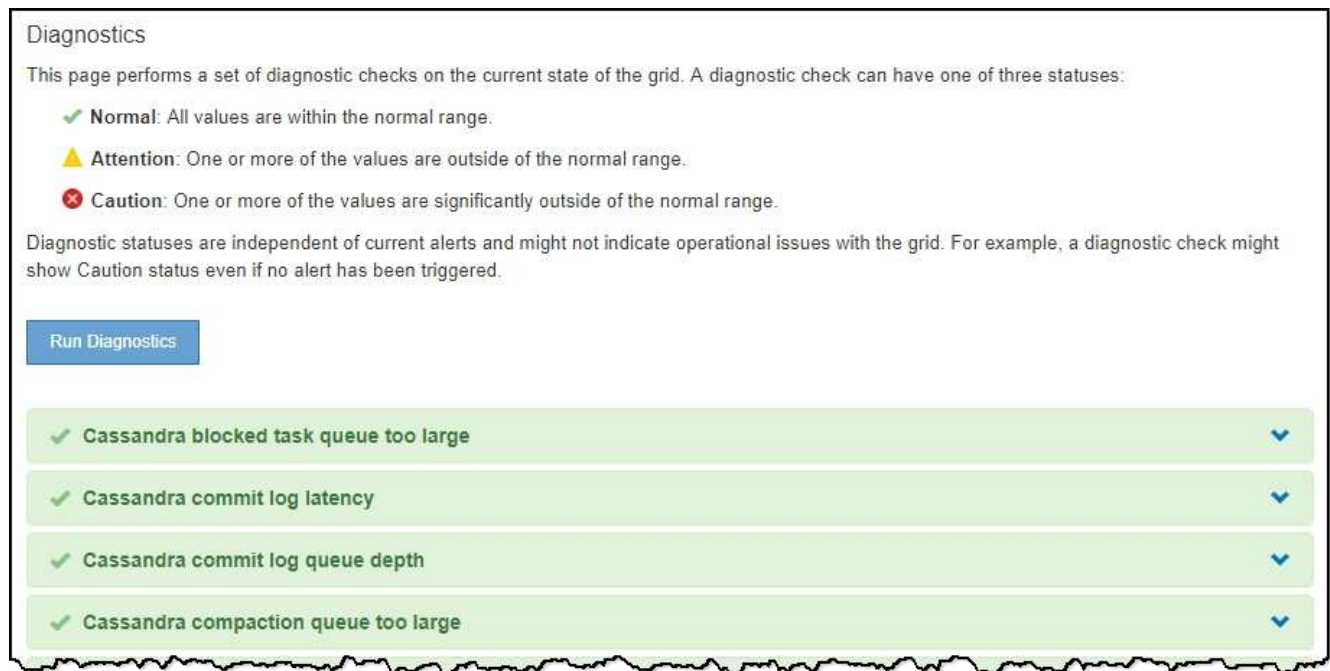 Diagnostics
This page performs a set of diagnostic checks on the current state of the grid. A diagnostic check can have one of three statuses:
Normal: All values are within the normal range.
Attention: One or more of the values are outside of the normal range.
Caution: One or more of the values are significantly outside of the normal range.
Diagnostic statuses are independent of current alerts and might not indicate operational issues with the grid. For example, a diagnostic check might
show Caution status even if no alert has been triggered.
Run Diagnostics
Cassandra blocked task queue too large
Cassandra commit log latency
Cassandra commit log queue depth
Cassandra compaction queue too large